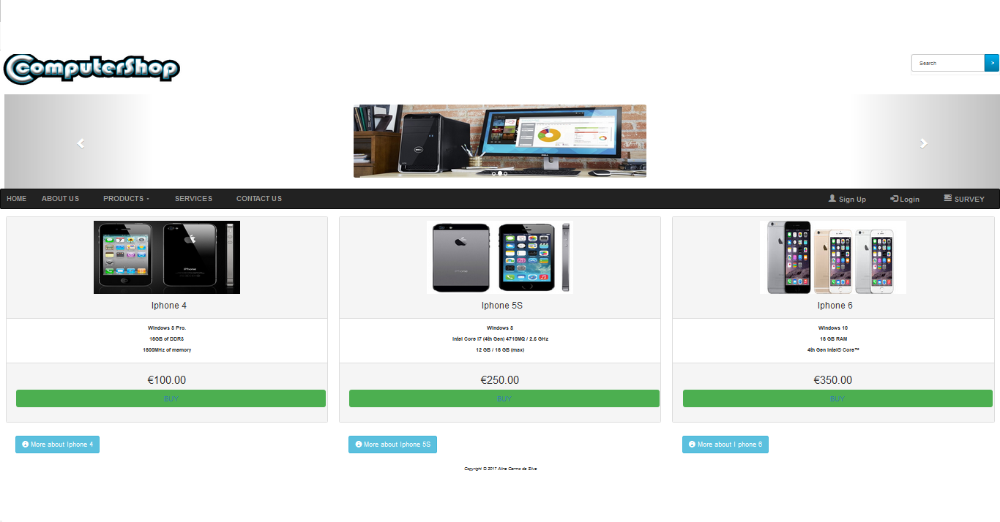 ComputerShop
Search >
HOME ABOUT US PRODUCTS SERVICES CONTACT US Sign Up Login SURVEY
Iphone 4 Iphone 5S Iphone 6
Windows 8 Pro. Windows 8 Windows 10
16GB of DDR3 Intel Core i7 (4th Gen) 4710MQ / 2.5 GHz 16 GB RAM
1600MHz of memory 12 GB / 16 GB (max) 4th Gen Intel® Core™
€100.00 €250.00 €350.00
BUY BUY BUY
More about Iphone 4 More about Iphone 5S More about I phone 6
Copyright © 2017 Aline Carmo da Silva